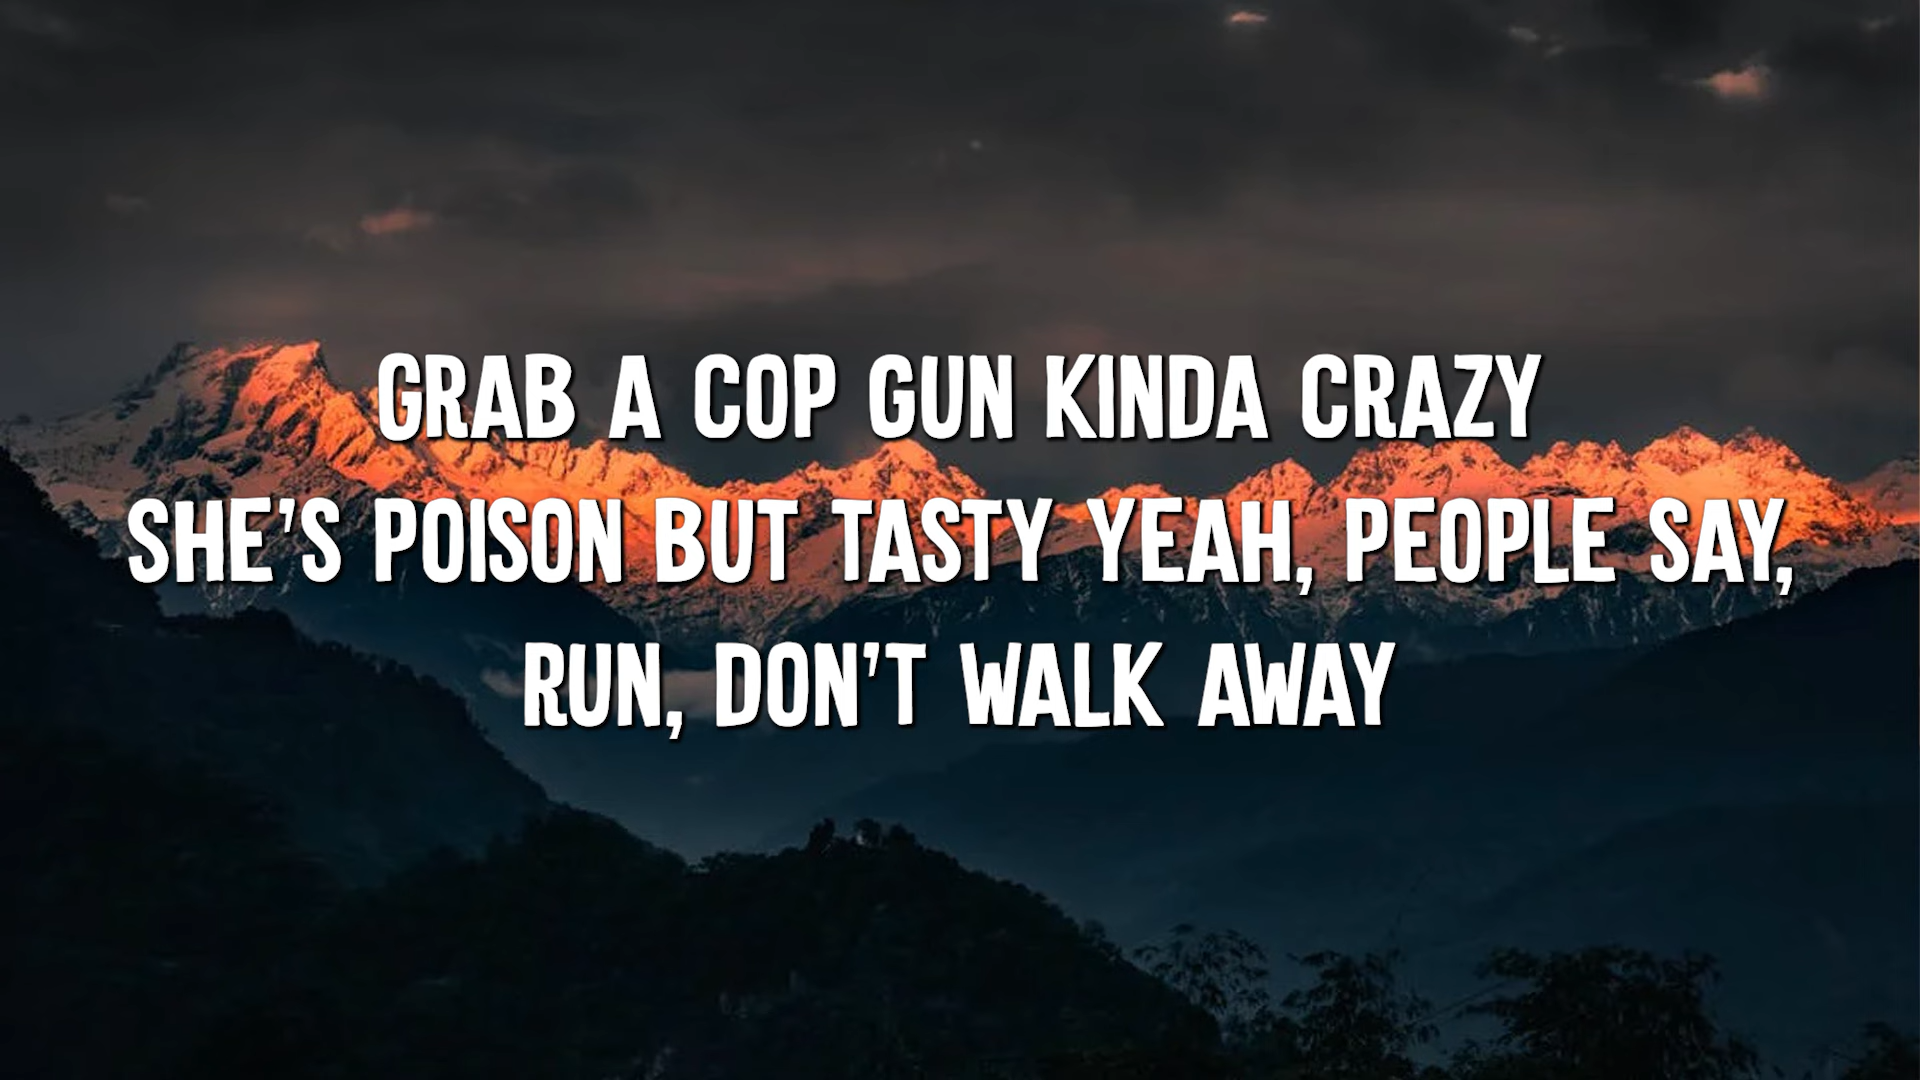 GRAB A COP GUN KINDA CRAZY
SHE'S POISON BUT TASTY YEAH, PEOPLE SAY,
RUN, DON'T WALK AWAY